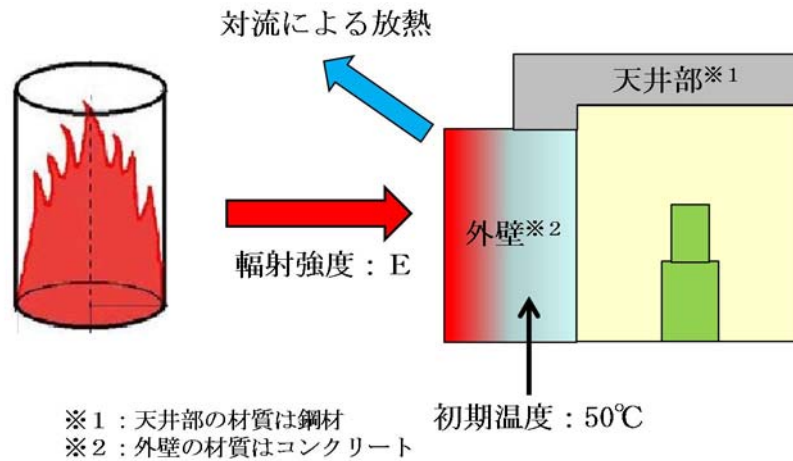 対流による放熱
天井部※1
外壁※2
輻射強度：E
初期温度：50℃
※1：天井部の材質は鋼材
※2：外壁の材質はコンクリート